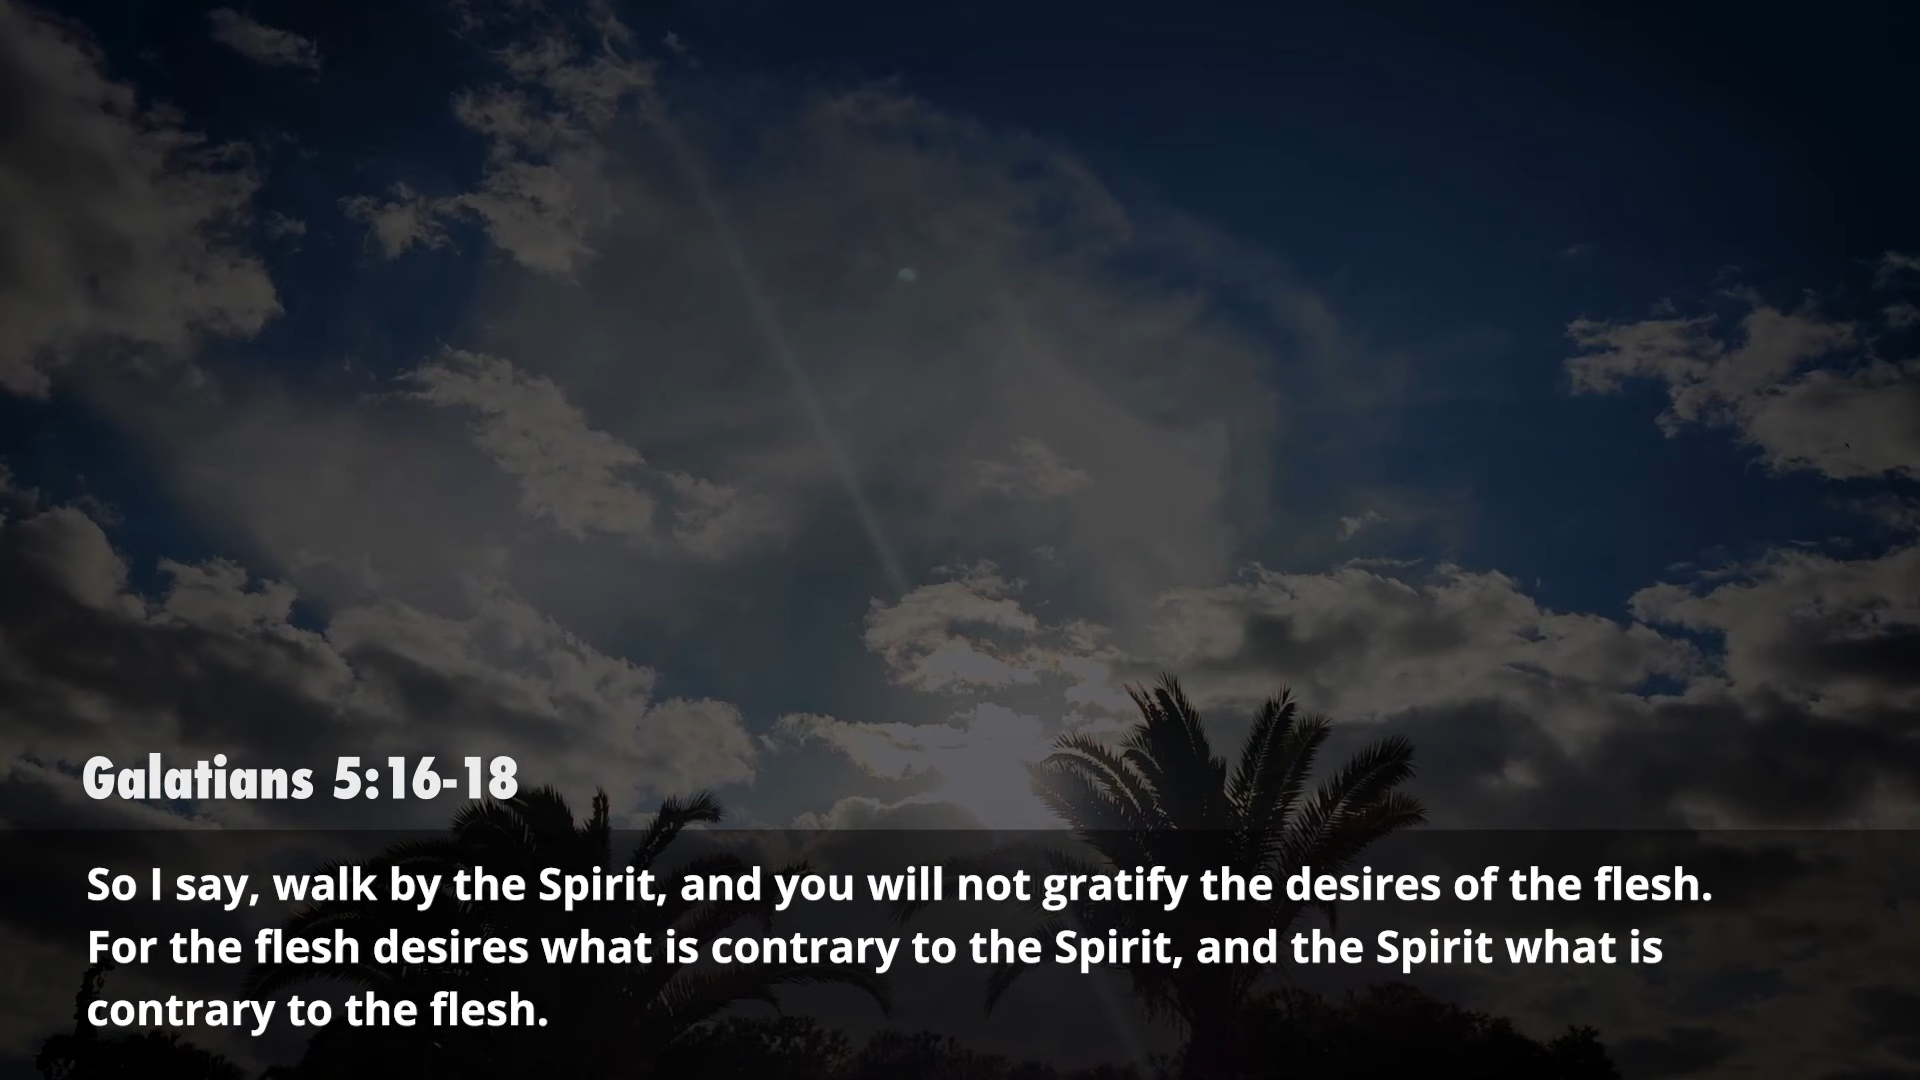 Galatians 5:16-18
So I say, walk by the Spirit, and you will not gratify the desires of the flesh.
For the flesh desires what is contrary to the Spirit, and the Spirit what is
contrary to the flesh.